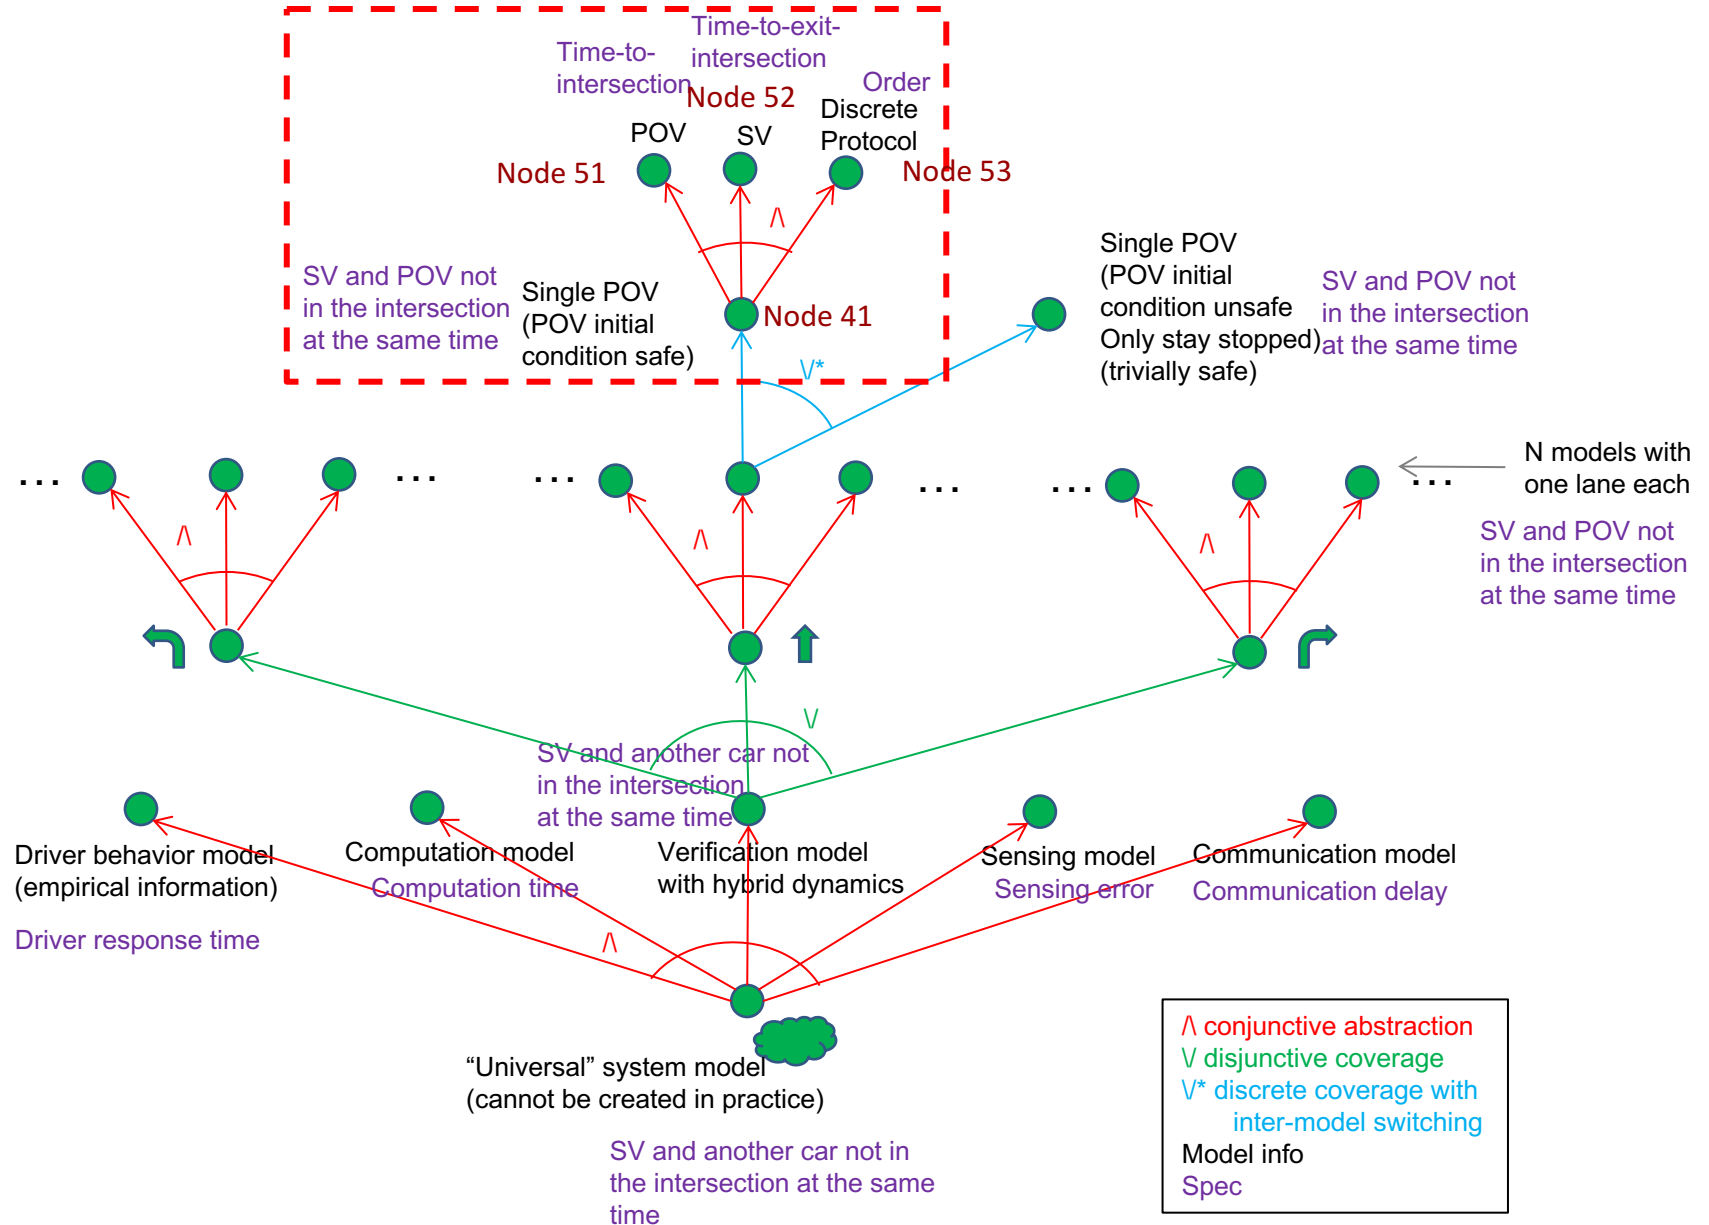 Time-to-
intersection
Time-to-exit-
intersection
Order
Node 52
POV
SV
Discrete
Protocol
Node 51
Node 53
/\
SV and POV not
in the intersection
at the same time
Single POV
(POV initial
condition safe)
Node 41
Single POV
(POV initial
condition unsafe
Only stay stopped)
(trivially safe)
SV and POV not
in the intersection
at the same time
\/*
...
...
...
...
...
...
N models with
one lane each
SV and POV not
in the intersection
at the same time
/\
/\
/\
\/
SV and another car not
in the intersection
at the same time
Driver behavior model
(empirical information)
Driver response time
Computation model
Computation time
Verification model
with hybrid dynamics
Sensing model
Sensing error
Communication model
Communication delay
/\
“Universal” system model
(cannot be created in practice)
SV and another car not in
the intersection at the same
time
/\ conjunctive abstraction
\/ disjunctive coverage
\/* discrete coverage with
inter-model switching
Model info
Spec